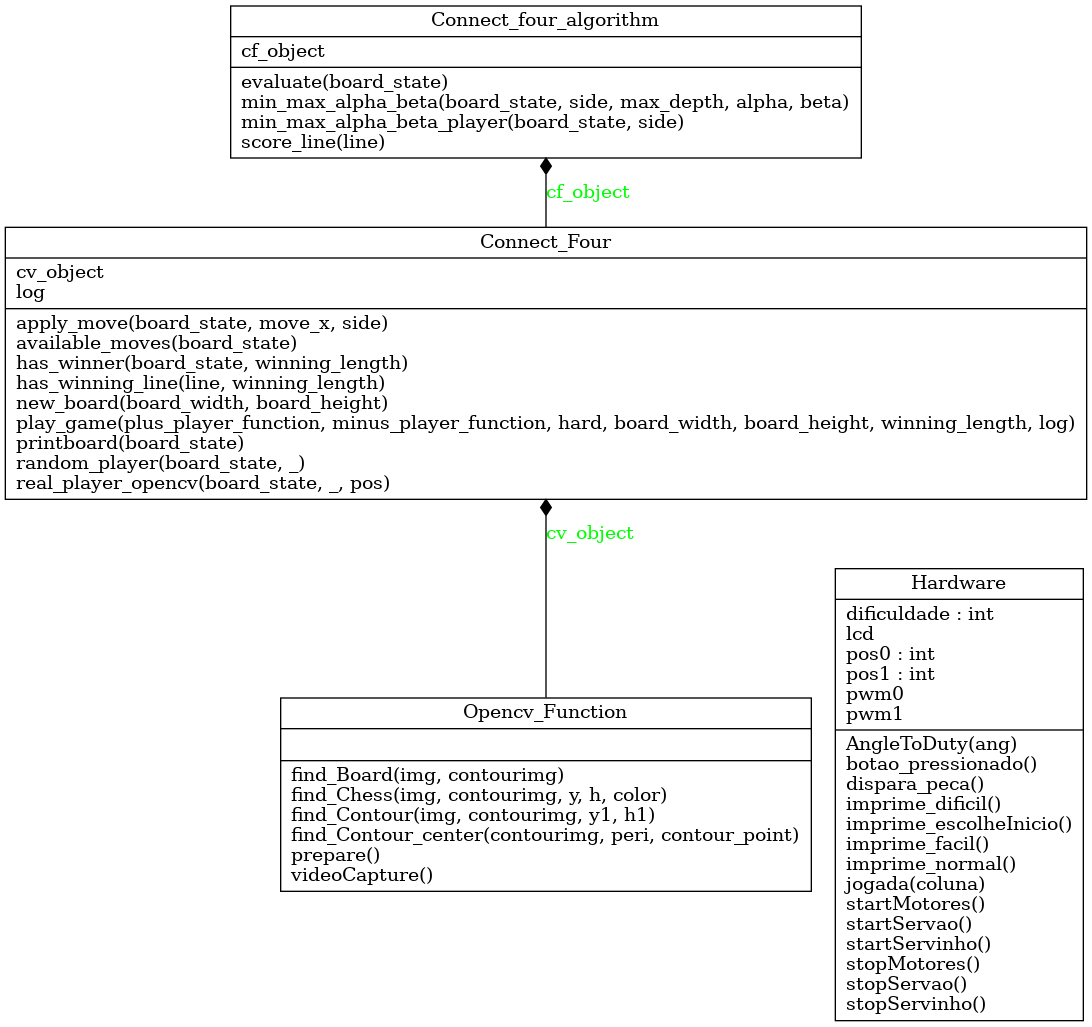 Connect_four_algorithm
cf_object
evaluate(board_state)
min_max_alpha_beta(board_state, side, max_depth, alpha, beta)
min_max_alpha_beta_player(board_state, side)
score_line(line)
cf_object
Connect_Four
cv_object
log
apply_move(board_state, move_x, side)
available_moves(board_state)
has_winner(board_state, winning_length)
has_winning_line(line, winning_length)
new_board(board_width, board_height)
play_game(plus_player_function, minus_player_function, hard, board_width, board_height, winning_length, log)
printboard(board_state)
random_player(board_state, _)
real_player_opencv(board_state, _, pos)
cv_object
Opencv_Function
find_Board(img, contourimg)
find_Chess(img, contourimg, y, h, color)
find_Contour(img, contourimg, y1, h1)
find_Contour_center(contourimg, peri, contour_point)
prepare()
videoCapture()
Hardware
dificuldade : int
lcd
pos0 : int
pos1 : int
pwm0
pwm1
AngleToDuty(ang)
botao_pressionado()
dispara_peca()
imprime_dificil()
imprime_escolheInicio()
imprime_facil()
imprime_normal()
jogada(coluna)
startMotores()
startServao()
startServinho()
stopMotores()
stopServao()
stopServinho()